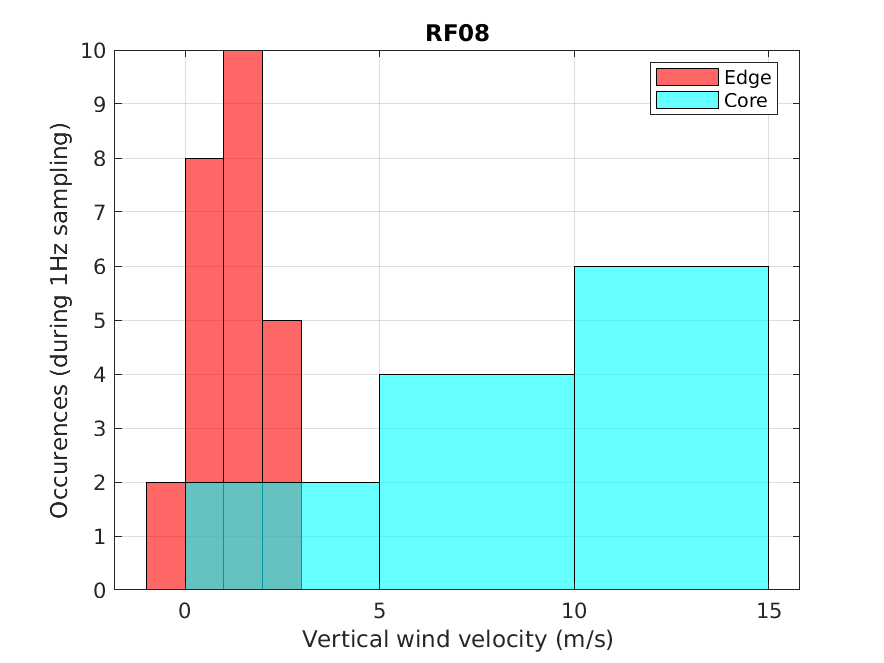 RF08
Occurences (during 1Hz sampling)
10
9
8
7
6
5
4
3
2
1
0
Edge
Core
0 5 10 15
Vertical wind velocity (m/s)